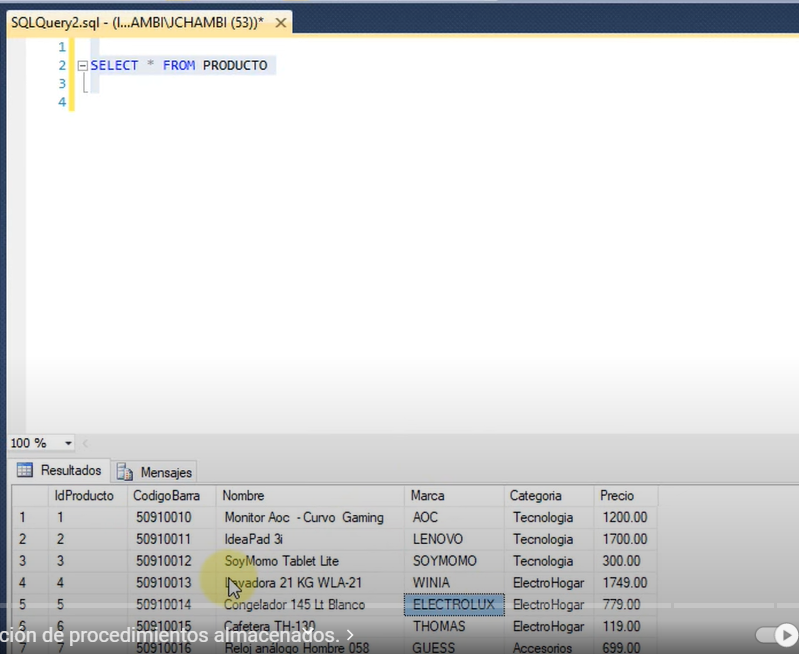 SQLQuery2.sql - (l...AMBI\JCHAMBI (53))* ×
1
2 SELECT * FROM PRODUCTO
3
4
100 %
Resultados Mensajes
IdProducto CodigoBarra Nombre Marca Categoria Precio
1 1 50910010 Monitor Aoc - Curvo Gaming AOC Tecnologia 1200.00
2 2 50910011 IdeaPad 3i LENOVO Tecnologia 1700.00
3 3 50910012 SoyMomo Tablet Lite SOYMOMO Tecnologia 300.00
4 4 50910013 Lavadora 21 KG WLA-21 WINIA ElectroHogar 1749.00
5 5 50910014 Congelador 145 Lt Blanco ELECTROLUX ElectroHogar 779.00
6 6 50910015 Cafetera TH-130 THOMAS ElectroHogar 119.00
ción de procedimientos almacenados. >
7 7 50910016 Reloj análogo Hombre 058 GUESS Accesorios 699.00